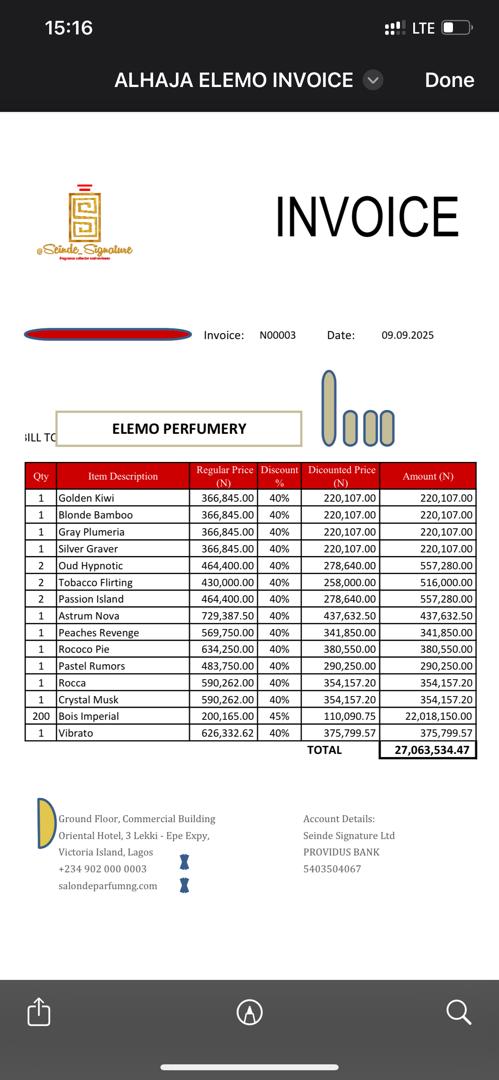 15:16 LTE
ALHAJA ELEMO INVOICE Done
INVOICE
@Seinde_Signature
Invoice: N00003 Date: 09.09.2025
BILL TO ELEMO PERFUMERY
Qty Item Description Regular Price (N) Discount % Dicounted Price (N) Amount (N)
1 Golden Kiwi 366,845.00 40% 220,107.00 220,107.00
1 Blonde Bamboo 366,845.00 40% 220,107.00 220,107.00
1 Gray Plumeria 366,845.00 40% 220,107.00 220,107.00
1 Silver Graver 366,845.00 40% 220,107.00 220,107.00
2 Oud Hypnotic 464,400.00 40% 278,640.00 557,280.00
2 Tobacco Flirting 430,000.00 40% 258,000.00 516,000.00
2 Passion Island 464,400.00 40% 278,640.00 557,280.00
1 Astrum Nova 729,387.50 40% 437,632.50 437,632.50
1 Peaches Revenge 569,750.00 40% 341,850.00 341,850.00
1 Rococo Pie 634,250.00 40% 380,550.00 380,550.00
1 Pastel Rumors 483,750.00 40% 290,250.00 290,250.00
1 Rocca 590,262.00 40% 354,157.20 354,157.20
1 Crystal Musk 590,262.00 40% 354,157.20 354,157.20
200 Bois Imperial 200,165.00 45% 110,090.75 22,018,150.00
1 Vibrato 626,332.62 40% 375,799.57 375,799.57
TOTAL 27,063,534.47
Ground Floor, Commercial Building
Oriental Hotel, 3 Lekki - Epe Expy,
Victoria Island, Lagos
+234 902 000 0003
salondeparfumng.com
Account Details:
Seinde Signature Ltd
PROVIDUS BANK
5403504067